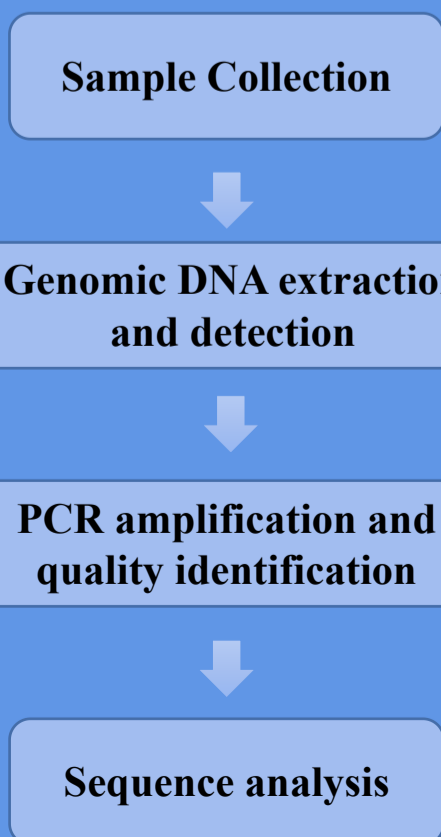 Sample Collection
Genomic DNA extractio
and detection
PCR amplification and
quality identification
Sequence analysis